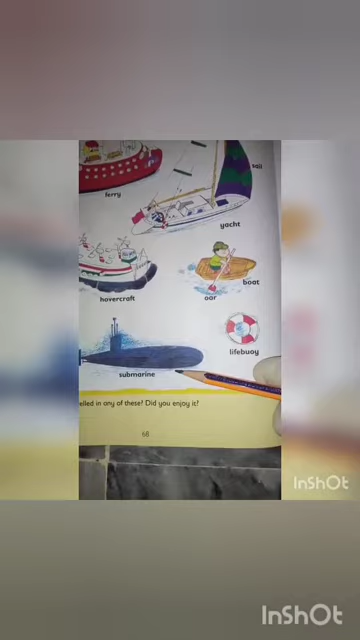 sail
ferry
yacht
boat
hovercraft
oar
lifebuoy
submarine
elled in any of these? Did you enjoy it?
68
InShOt
InShOt